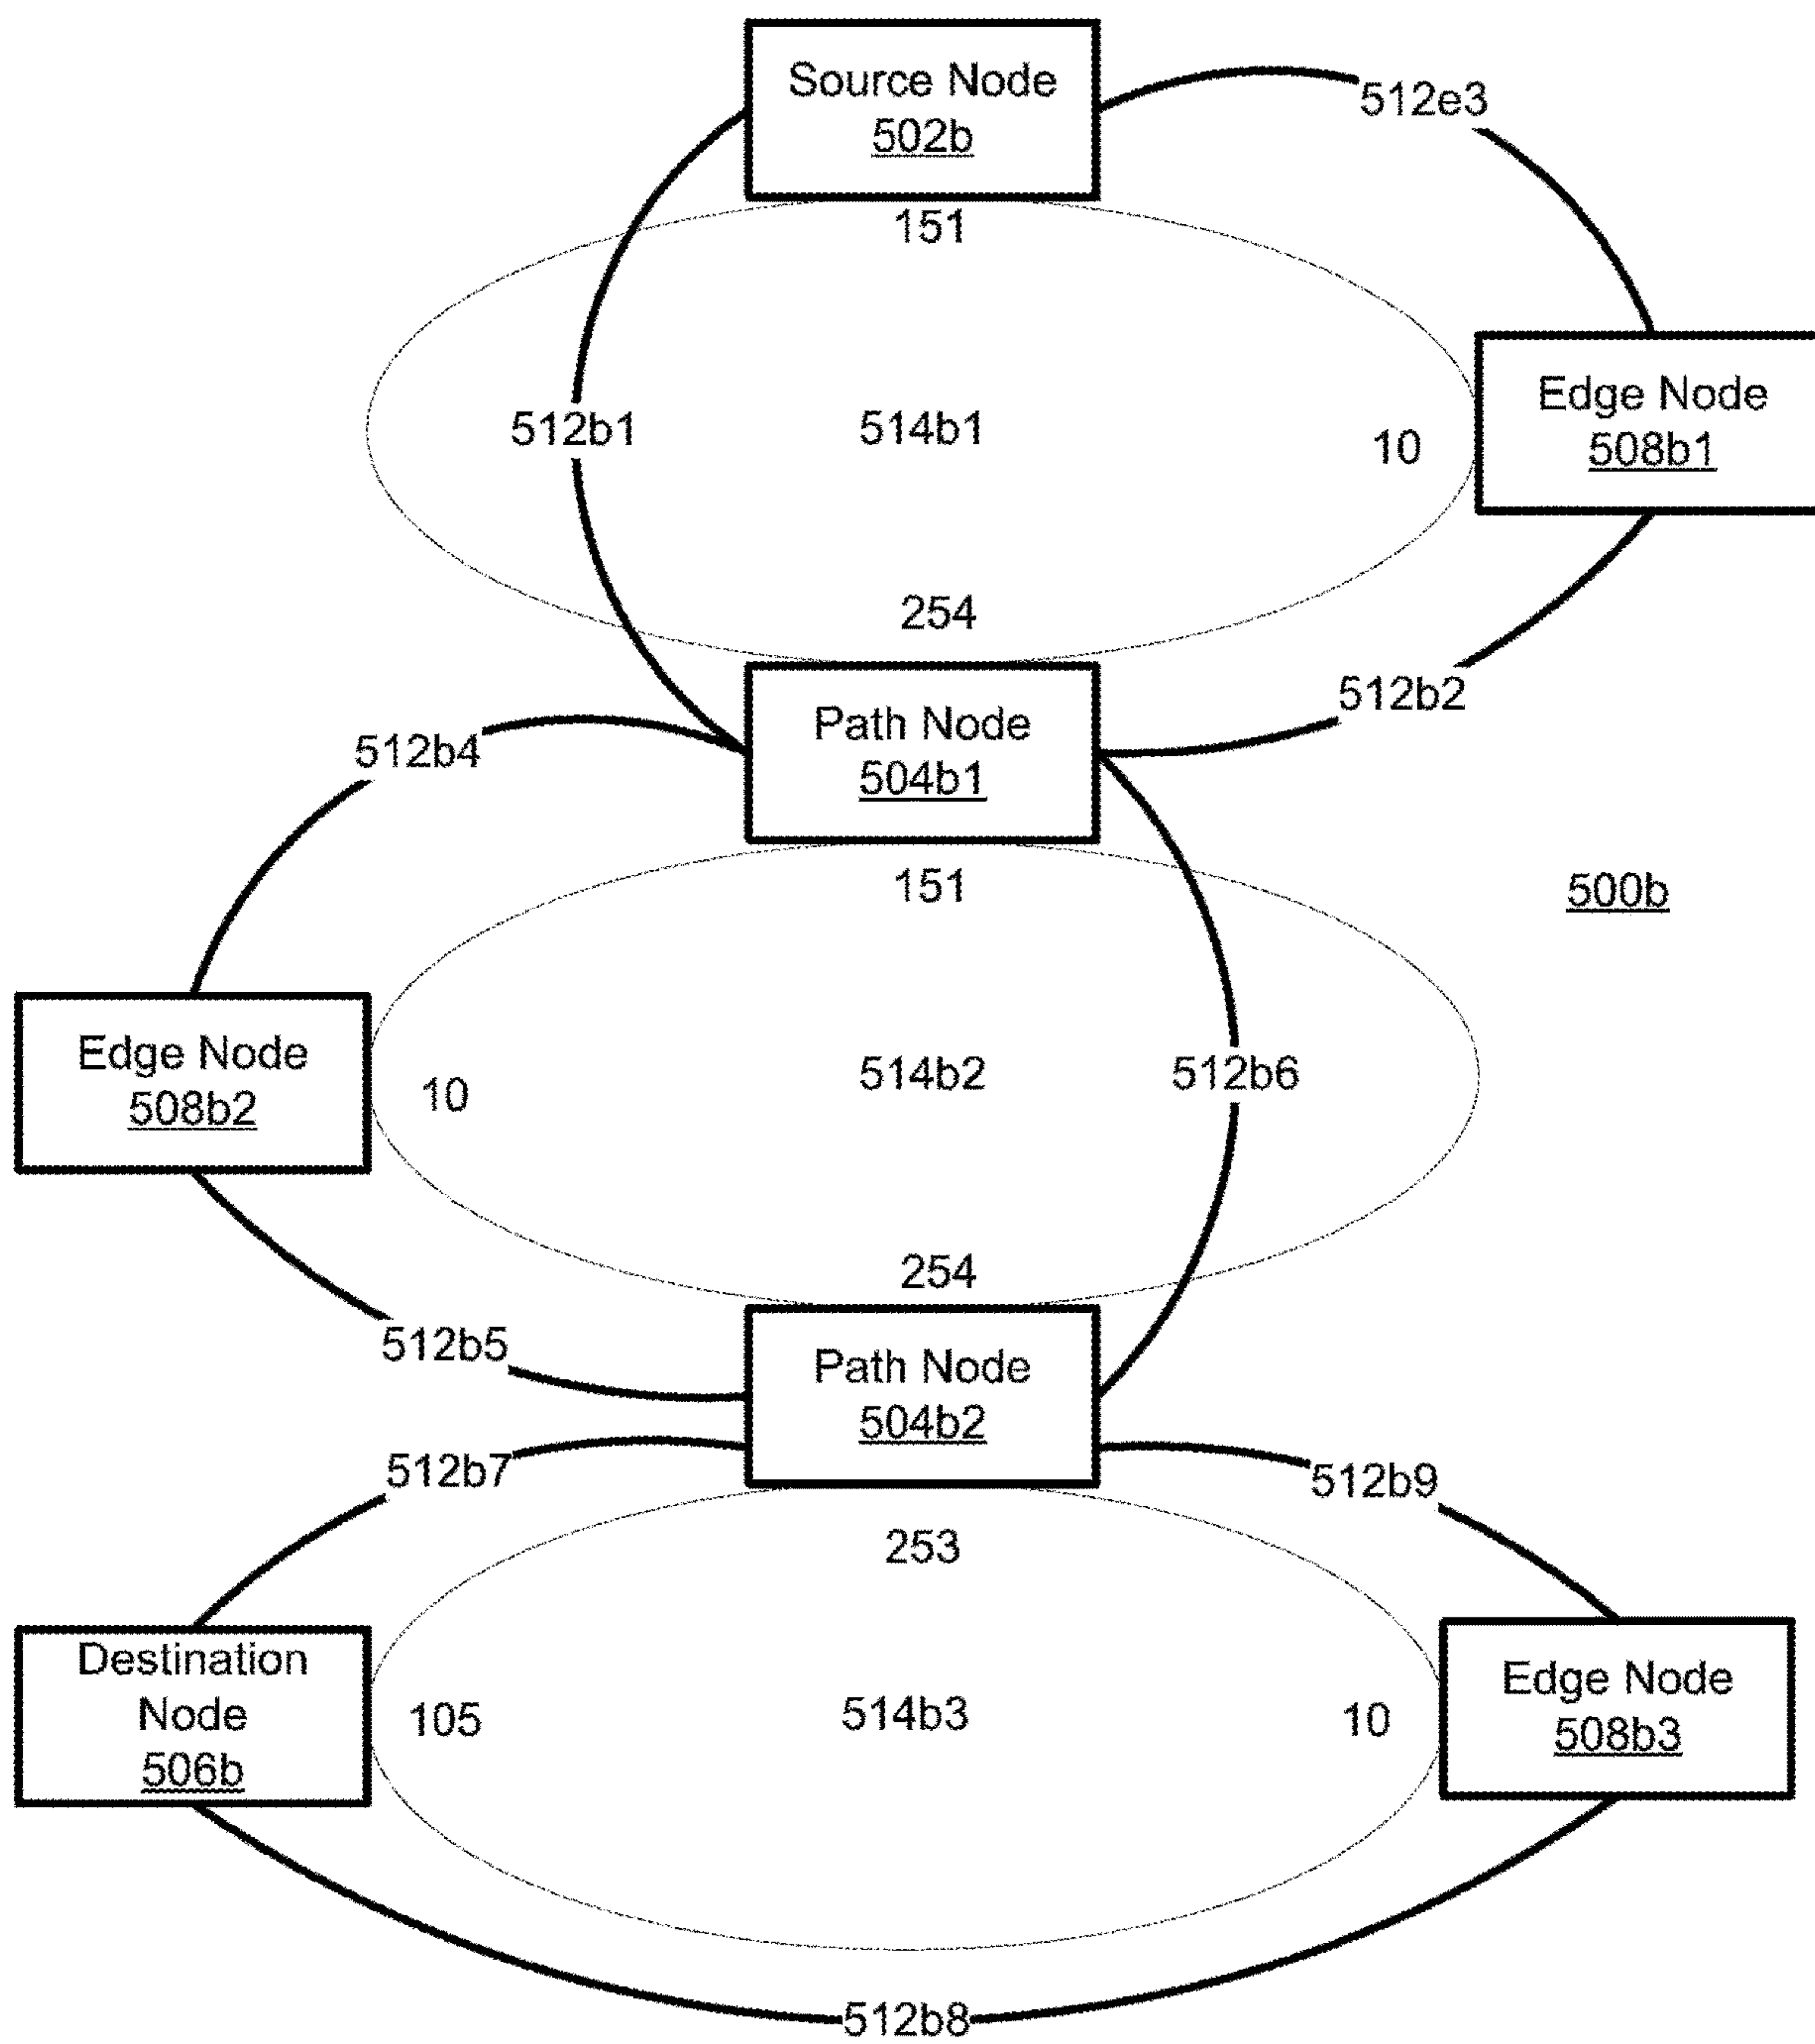 Source Node
502b
512e3
151
Edge Node
508b1
512b1
514b1
10
254
512b2
Path Node
504b1
512b4
151
500b
Edge Node
508b2
10
514b2
512b6
254
512b5
Path Node
504b2
512b7
512b9
253
Destination
Node
506b
105
514b3
10
Edge Node
508b3
512b8